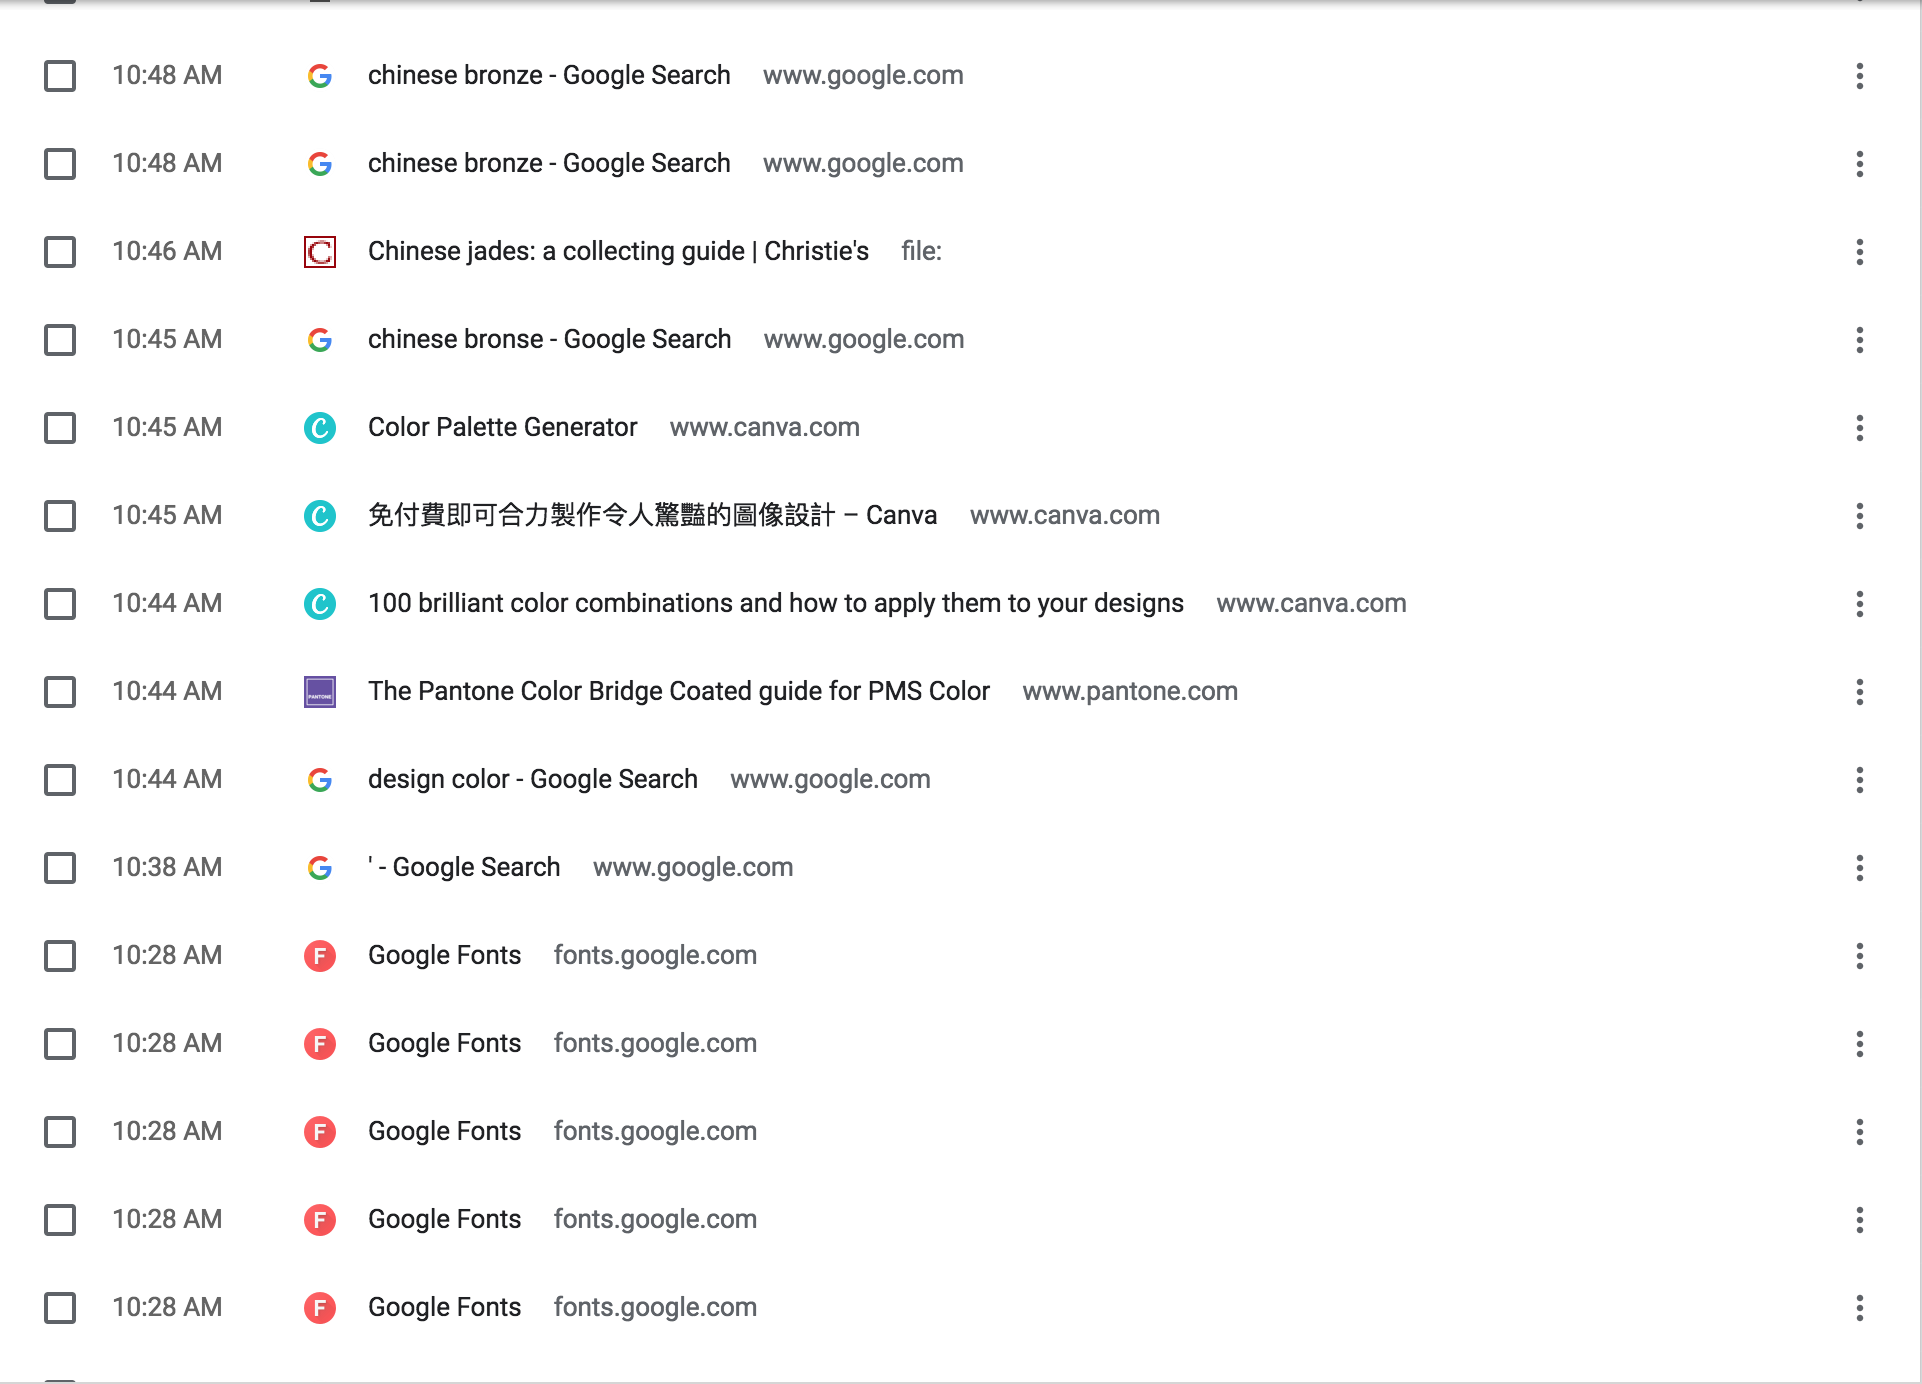 10:48 AM chinese bronze - Google Search www.google.com
10:48 AM chinese bronze - Google Search www.google.com
10:46 AM C Chinese jades: a collecting guide | Christie's file:
10:45 AM chinese bronse - Google Search www.google.com
10:45 AM C Color Palette Generator www.canva.com
10:45 AM C 免付費即可合力製作令人驚豔的圖像設計 – Canva www.canva.com
10:44 AM C 100 brilliant color combinations and how to apply them to your designs www.canva.com
10:44 AM PANTONE The Pantone Color Bridge Coated guide for PMS Color www.pantone.com
10:44 AM design color - Google Search www.google.com
10:38 AM ' - Google Search www.google.com
10:28 AM F Google Fonts fonts.google.com
10:28 AM F Google Fonts fonts.google.com
10:28 AM F Google Fonts fonts.google.com
10:28 AM F Google Fonts fonts.google.com
10:28 AM F Google Fonts fonts.google.com